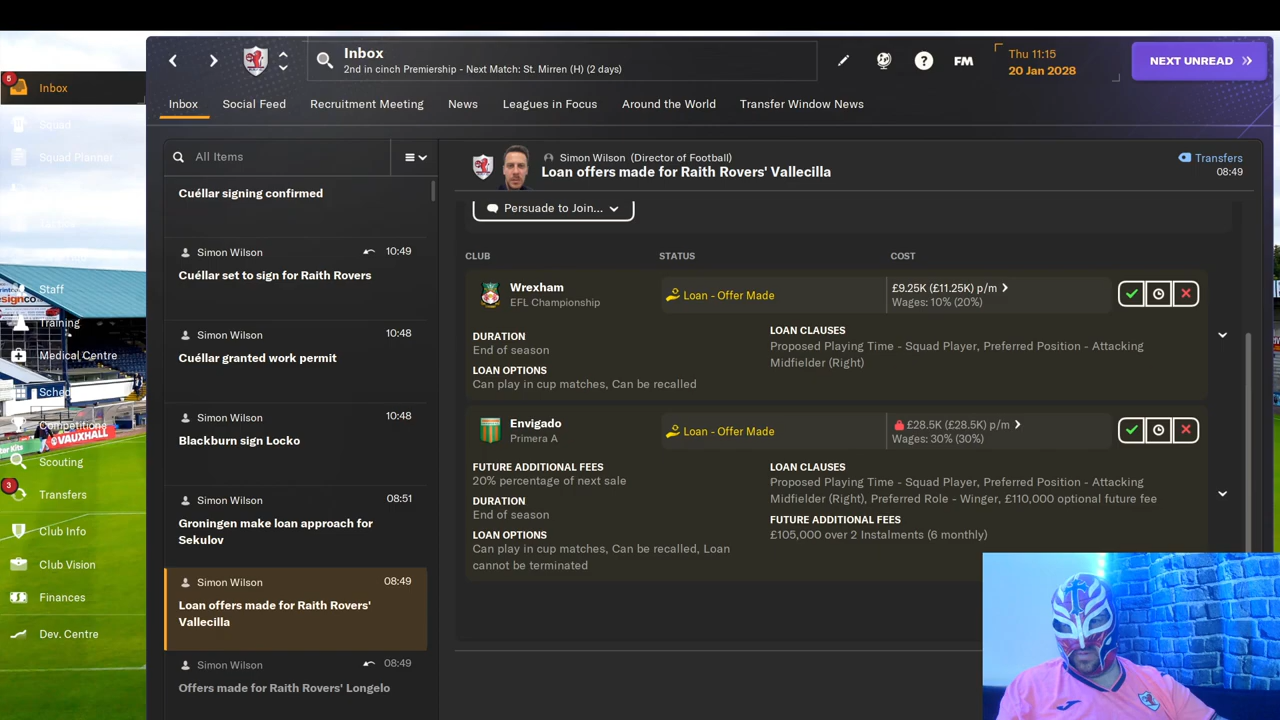 Inbox
2nd in cinch Premiership - Next Match: St. Mirren (H) (2 days)
FM
Thu 11:15
20 Jan 2028
NEXT UNREAD
5
Inbox
Squad
Squad Planner
Staff
Training
Medical Centre
Sched
Competitions
Scouting
3
Transfers
Club Info
Club Vision
Finances
Dev. Centre
VAUXHALL
Inbox
Social Feed
Recruitment Meeting
News
Leagues in Focus
Around the World
Transfer Window News
All Items
Cuéllar signing confirmed
Simon Wilson 10:49
Cuéllar set to sign for Raith Rovers
Simon Wilson 10:48
Cuéllar granted work permit
Simon Wilson 10:48
Blackburn sign Locko
Simon Wilson 08:51
Groningen make loan approach for
Sekulov
Simon Wilson 08:49
Loan offers made for Raith Rovers'
Vallecilla
Simon Wilson 08:49
Offers made for Raith Rovers' Longelo
Simon Wilson (Director of Football)
Loan offers made for Raith Rovers' Vallecilla
Transfers
08:49
Persuade to Join...
CLUB STATUS COST
Wrexham
EFL Championship
Loan - Offer Made
£9.25K (£11.25K) p/m
Wages: 10% (20%)
DURATION
End of season
LOAN OPTIONS
Can play in cup matches, Can be recalled
LOAN CLAUSES
Proposed Playing Time - Squad Player, Preferred Position - Attacking
Midfielder (Right)
Envigado
Primera A
Loan - Offer Made
£28.5K (£28.5K) p/m
Wages: 30% (30%)
FUTURE ADDITIONAL FEES
20% percentage of next sale
DURATION
End of season
LOAN OPTIONS
Can play in cup matches, Can be recalled, Loan
cannot be terminated
LOAN CLAUSES
Proposed Playing Time - Squad Player, Preferred Position - Attacking
Midfielder (Right), Preferred Role - Winger, £110,000 optional future fee
FUTURE ADDITIONAL FEES
£105,000 over 2 Instalments (6 monthly)